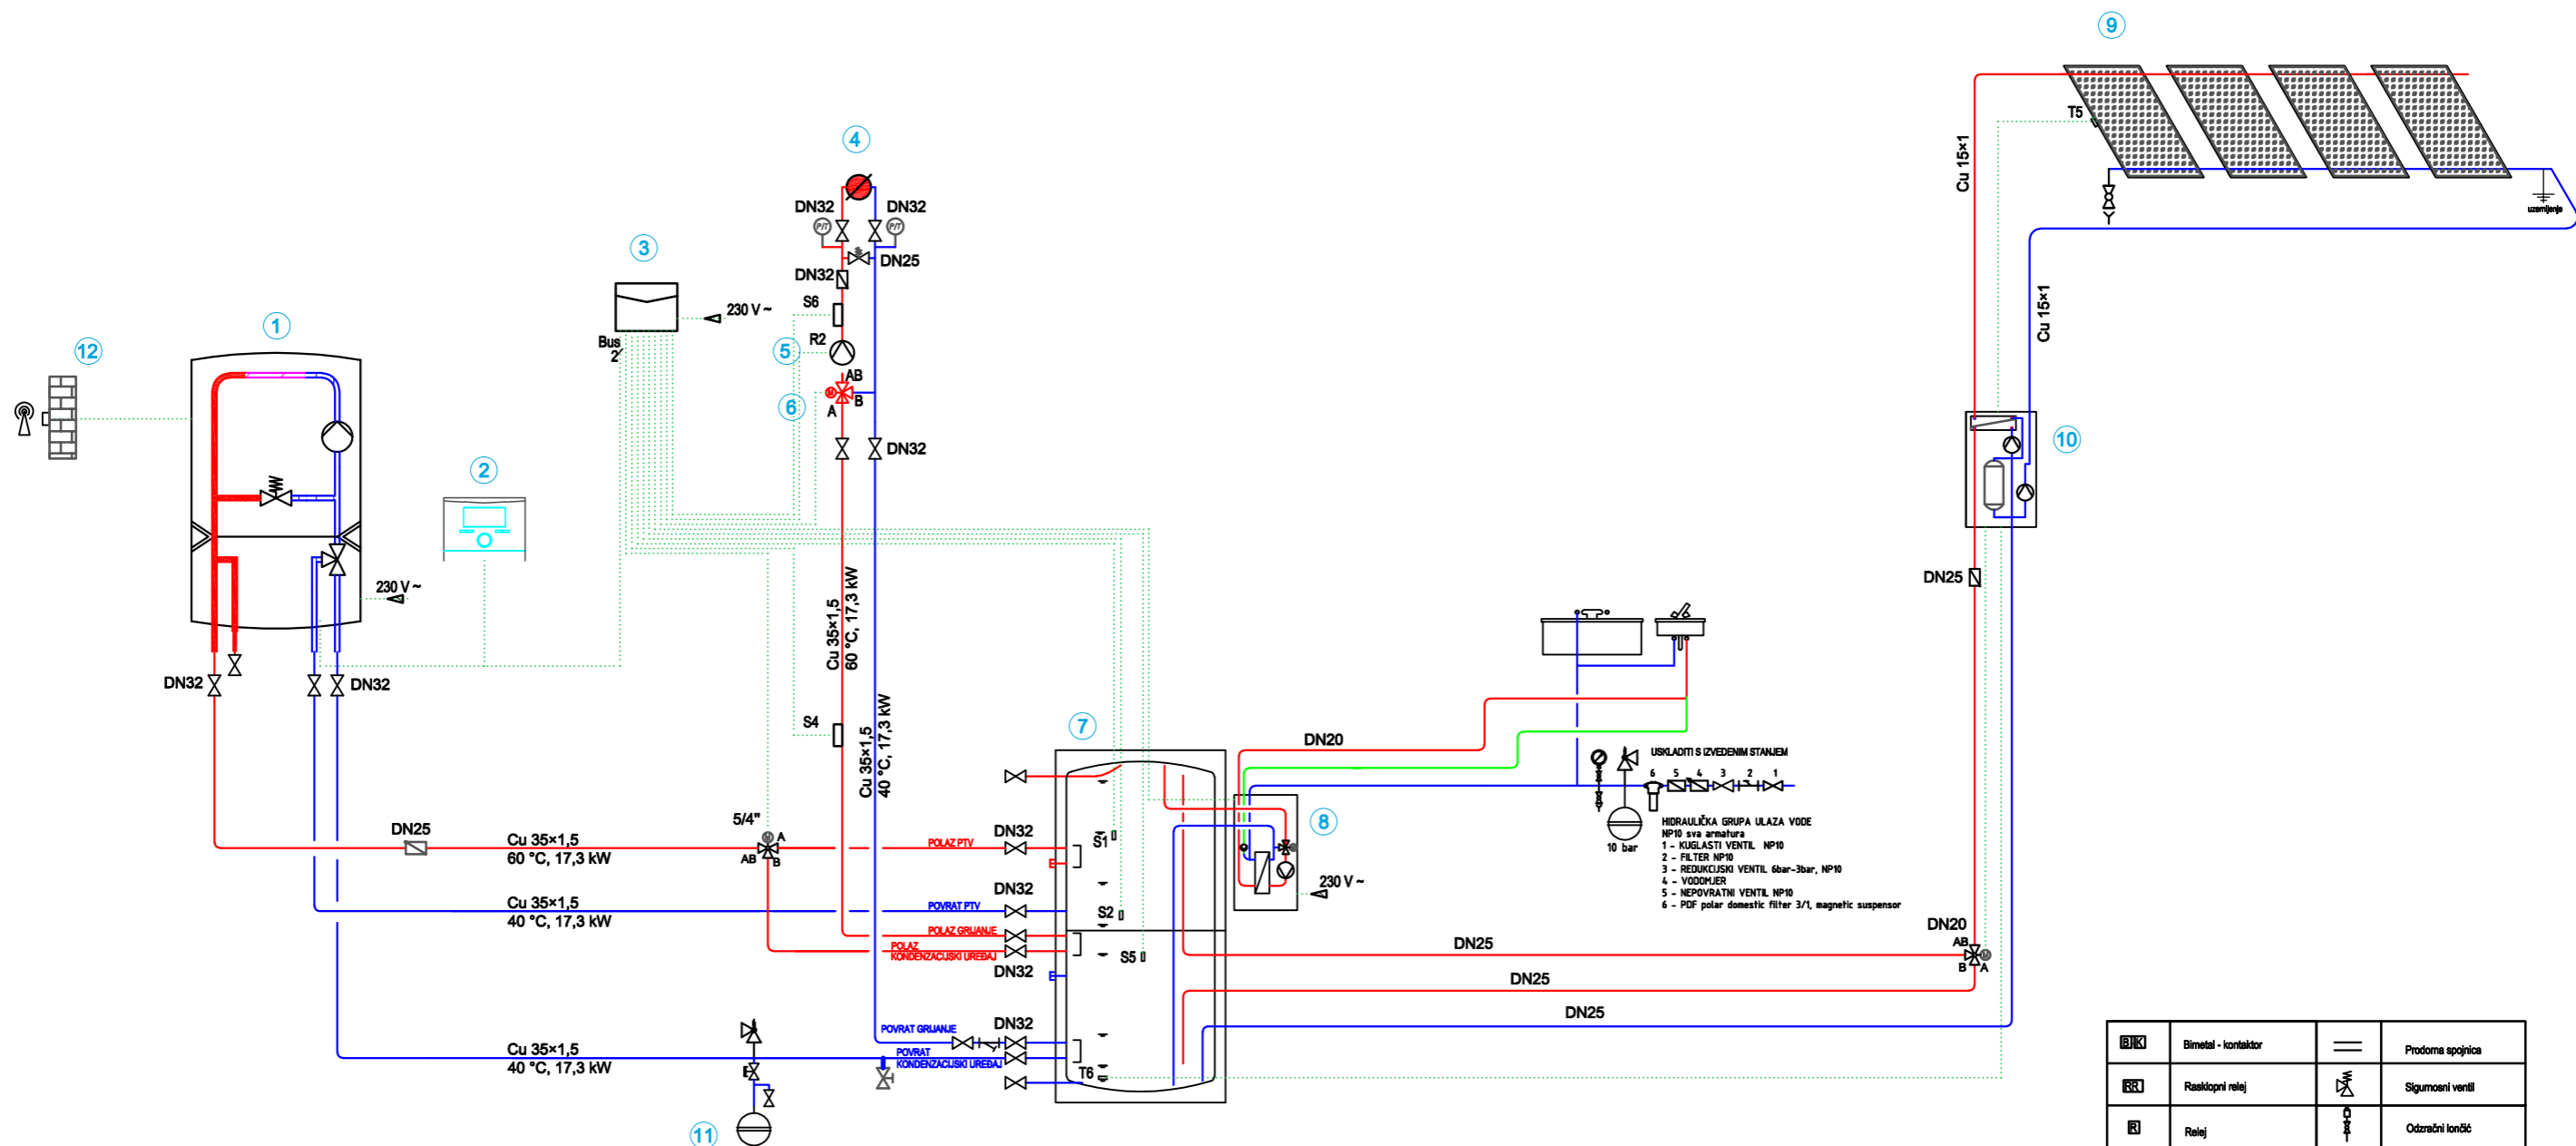 9
T5
Cu 15×1
uzemljenje
4
DN32
DN32
P/T
P/T
3
DN25
DN32
S6
230 V ~
Cu 15×1
1
Bus
2
R2
5
12
AB
M
B
A
6
10
DN32
2
DN25
230 V ~
Cu 35×1,5
60 °C, 17,3 kW
DN32
DN32
S4
Cu 35×1,5
40 °C, 17,3 kW
7
DN20
USKLADITI S IZVEDENIM STANJEM
6 5 4 3 2 1
5/4"
DN25
Cu 35×1,5
60 °C, 17,3 kW
M
A
AB
B
POLAZ PTV
DN32
S1
8
10 bar
HIDRAULIČKA GRUPA ULAZA VODE
NP10 sva armatura
1 - KUGLASTI VENTIL NP10
2 - FILTER NP10
3 - REDUKCIJSKI VENTIL 6bar-3bar, NP10
4 - VODOMJER
5 - NEPOVRATNI VENTIL NP10
6 - PDF polar domestic filter 3/1, magnetic suspensor
230 V ~
Cu 35×1,5
40 °C, 17,3 kW
POVRAT PTV
DN32
S2
POLAZ GRIJANJE
POLAZ
KONDENZACIJSKI UREĐAJ
DN32
S5
DN25
DN20
AB
M
B
A
DN25
DN25
POVRAT GRIJANJE
DN32
Cu 35×1,5
40 °C, 17,3 kW
POVRAT
KONDENZACIJSKI UREĐAJ
T6
11
Bimetal - kontaktor
Prodorna spojnica
RR
Rasklopni relej
Sigurnosni ventil
R
Relej
Odzračni lončić